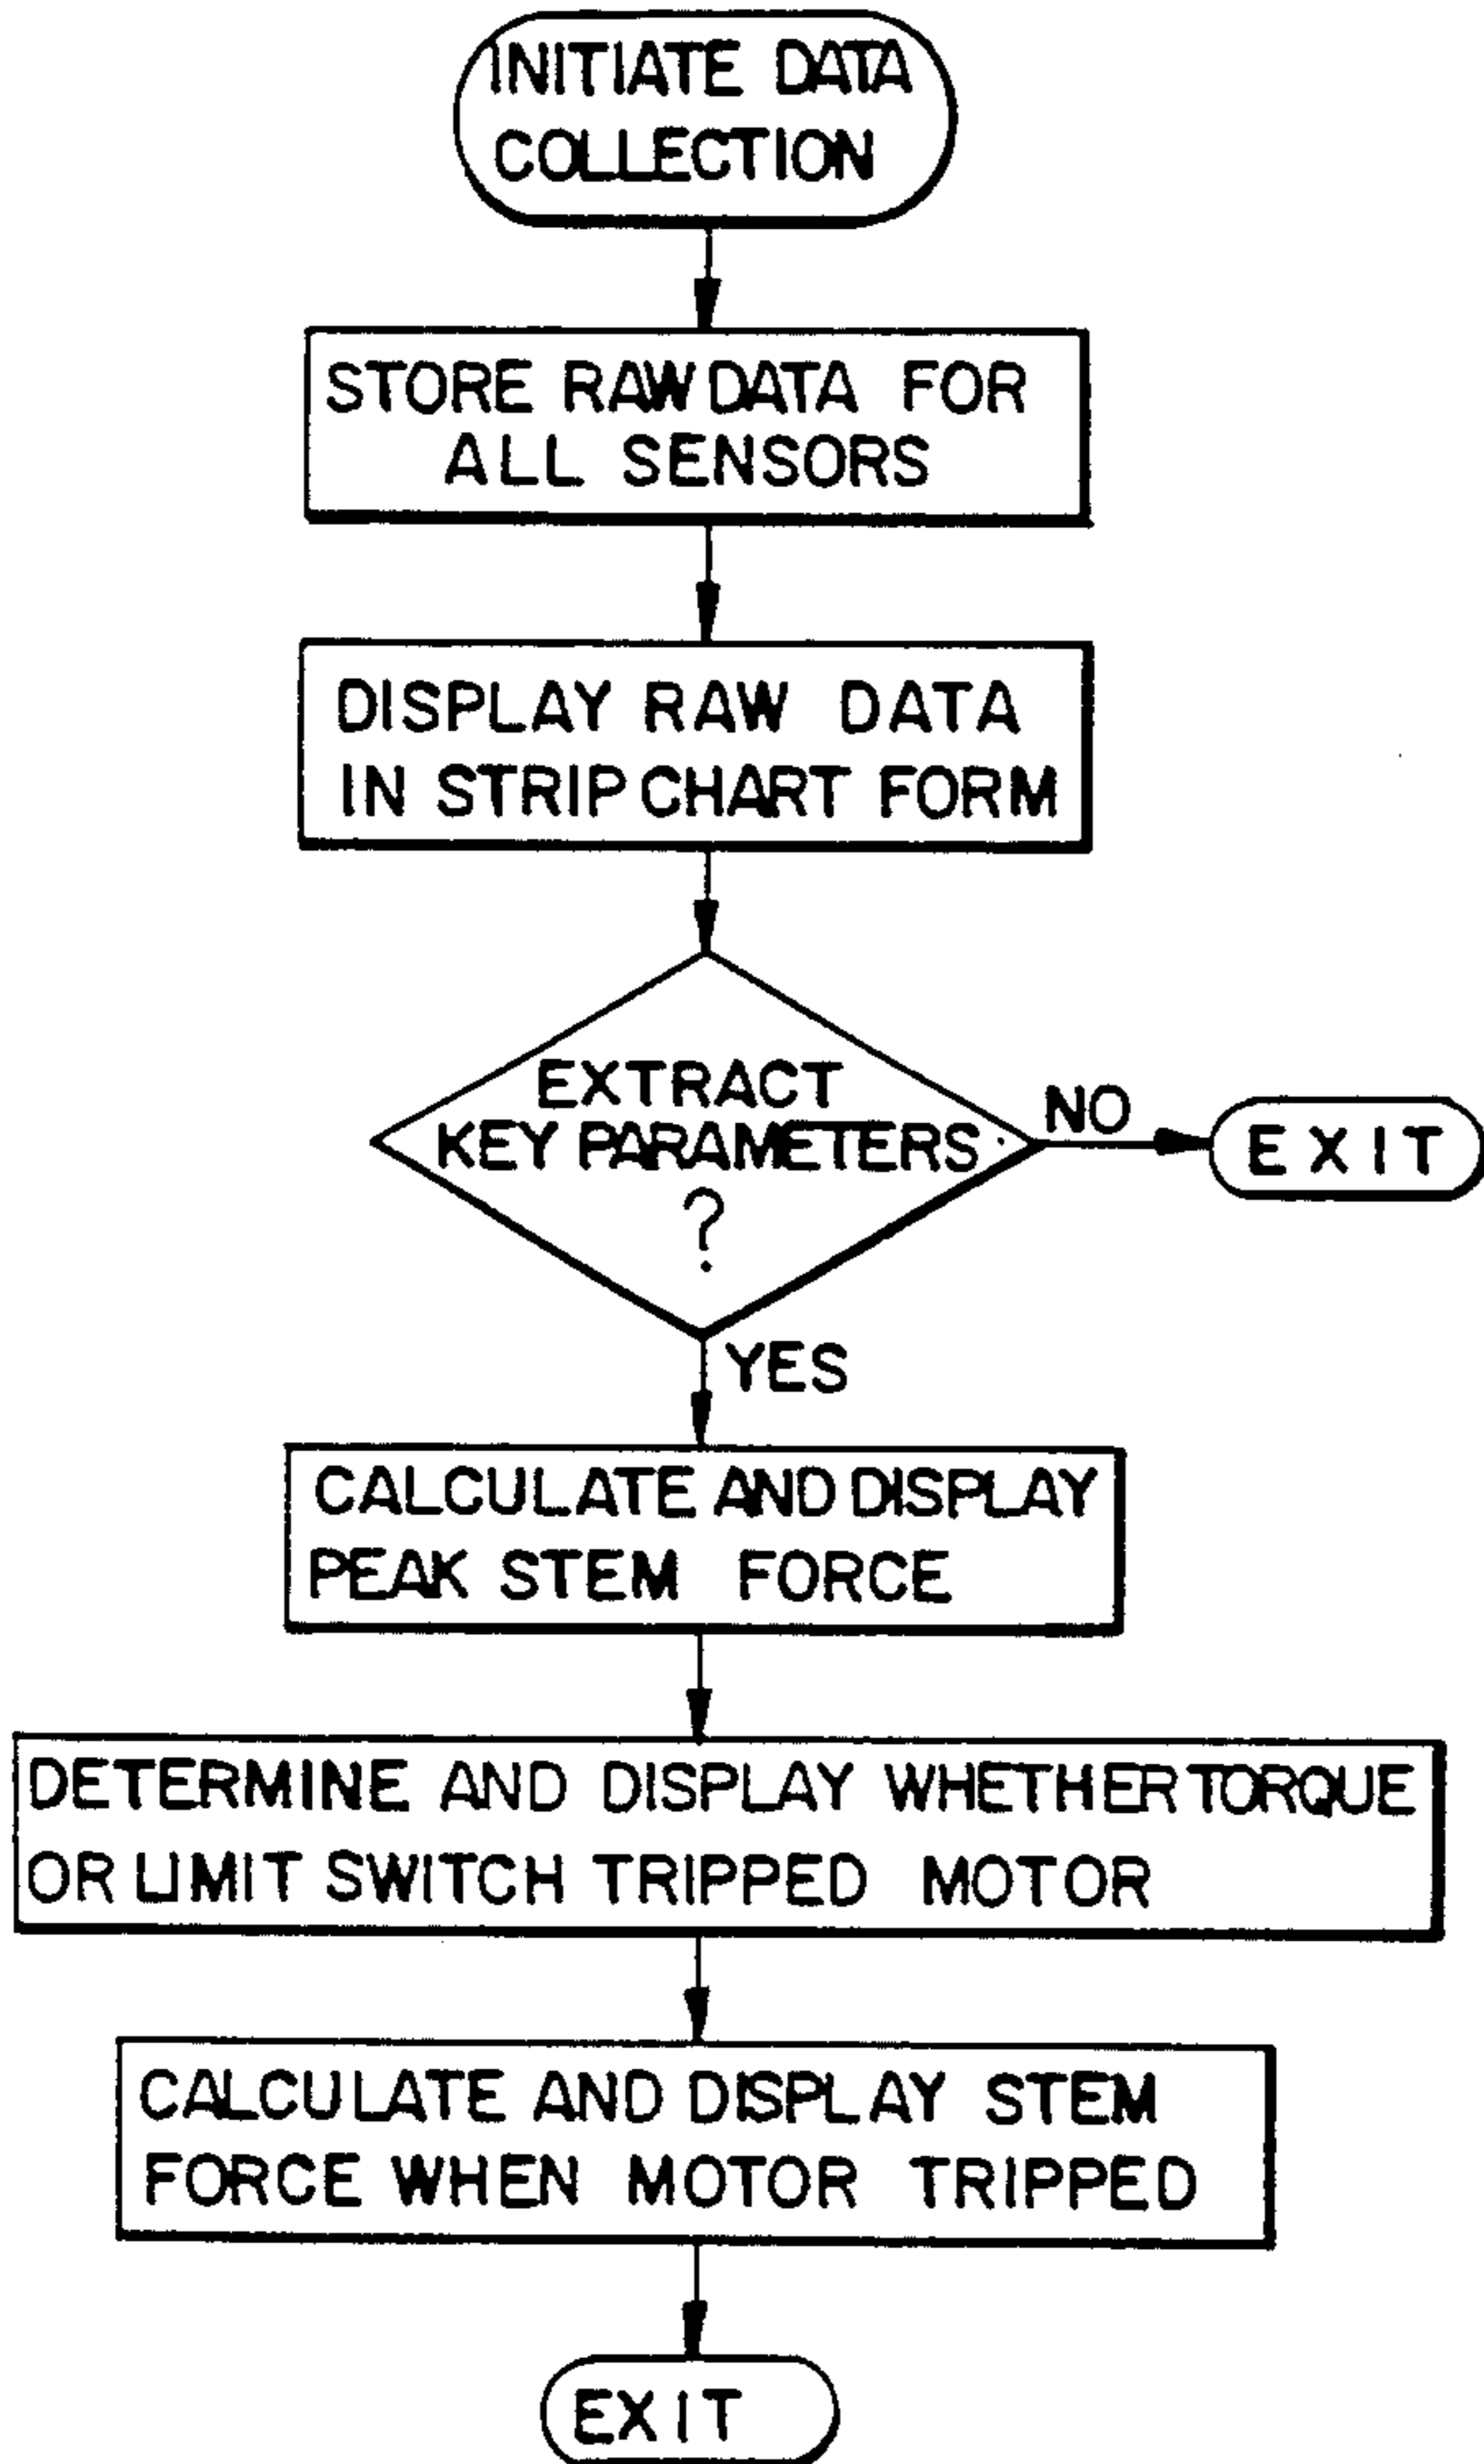 INITIATE DATA
COLLECTION
STORE RAW DATA FOR
ALL SENSORS
DISPLAY RAW DATA
IN STRIP CHART FORM
EXTRACT
KEY PARAMETERS
?
NO
EXIT
YES
CALCULATE AND DISPLAY
PEAK STEM FORCE
DETERMINE AND DISPLAY WHETHER TORQUE
OR LIMIT SWITCH TRIPPED MOTOR
CALCULATE AND DISPLAY STEM
FORCE WHEN MOTOR TRIPPED
EXIT